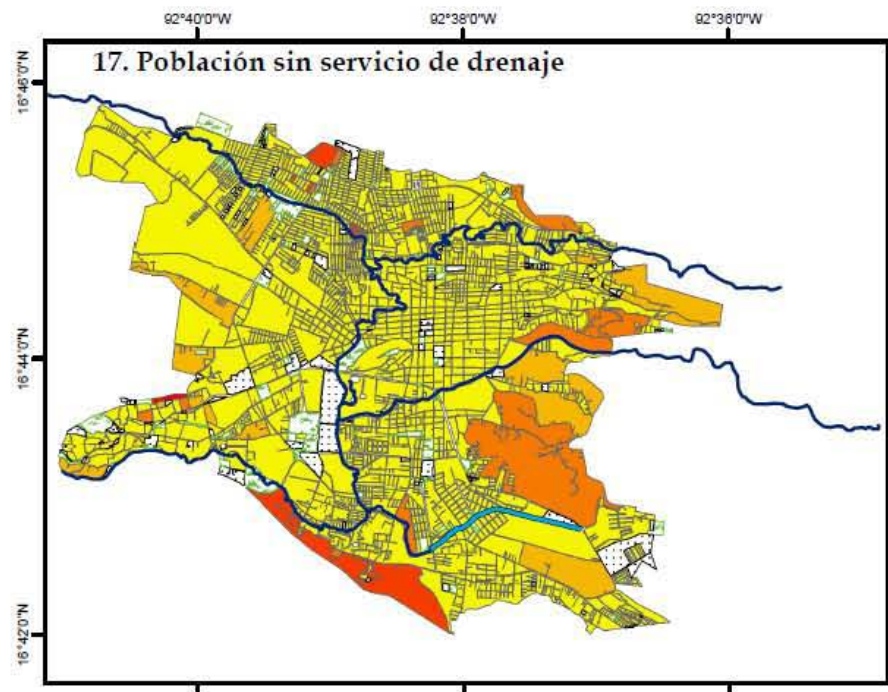 92°40'0"W 92°38'0"W 92°36'0"W
17. Población sin servicio de drenaje
16°46'0"N
16°44'0"N
16°42'0"N